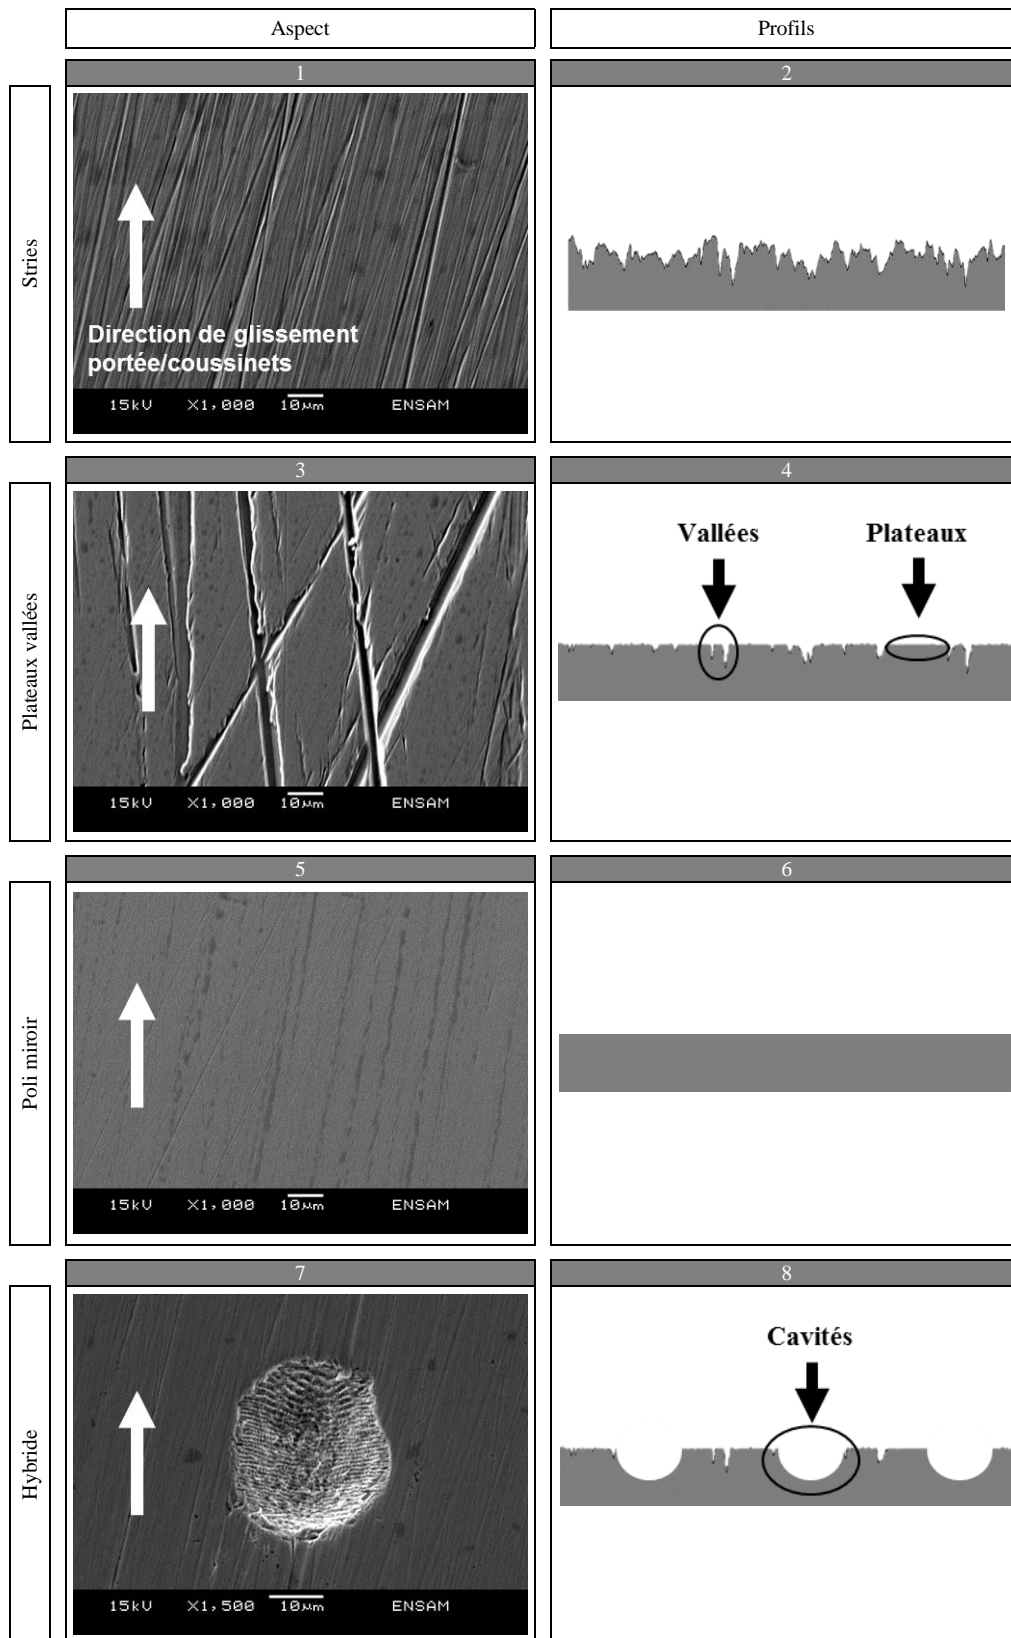 Aspect
Profils
1
2
Stries
Direction de glissement
portée/coussinets
15kV X1,000 10µm ENSAM
3
4
Plateaux vallées
Vallées
Plateaux
15kV X1,000 10µm ENSAM
5
6
Poli miroir
15kV X1,000 10µm ENSAM
7
8
Hybride
Cavités
15kV X1,500 10µm ENSAM